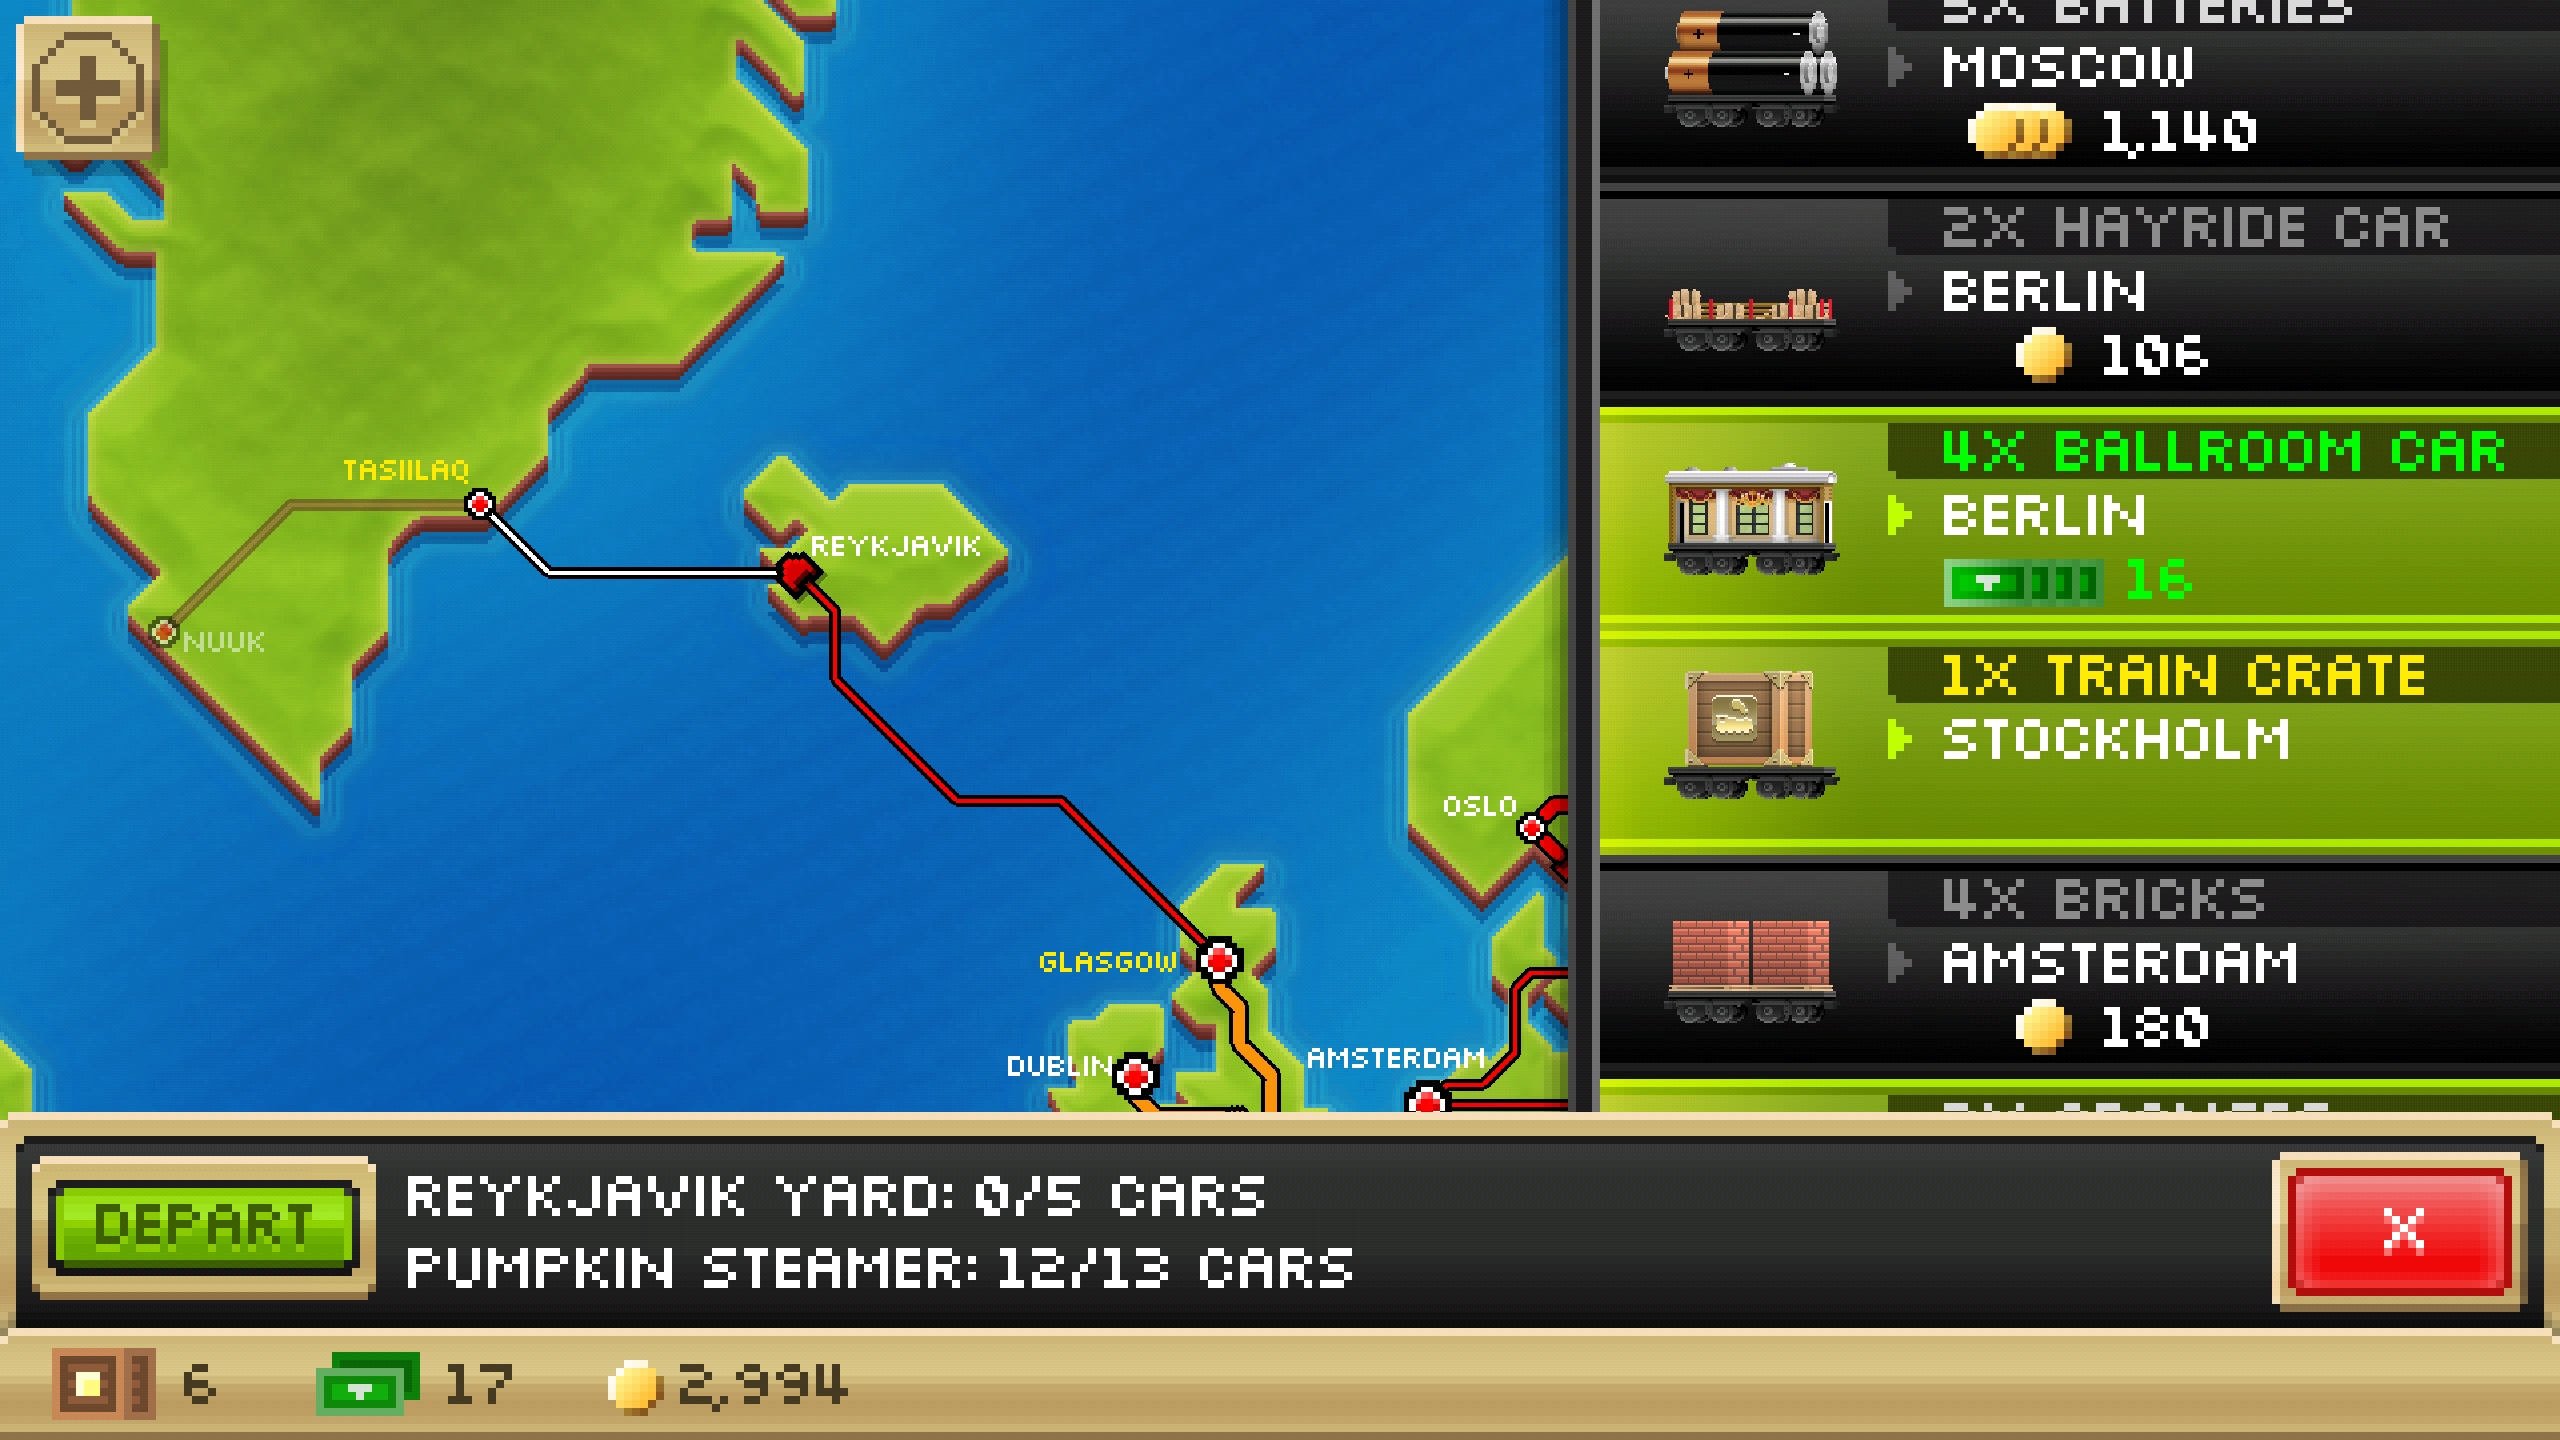 TASIILAQ
REYKJAVIK
NUUK
OSLO
GLASGOW
DUBLIN
AMSTERDAM
5X BATTERIES
MOSCOW
1,140
2X HAYRIDE CAR
BERLIN
106
4X BALLROOM CAR
BERLIN
16
1X TRAIN CRATE
STOCKHOLM
4X BRICKS
AMSTERDAM
180
DEPART
REYKJAVIK YARD: 0/5 CARS
PUMPKIN STEAMER: 12/13 CARS
X
6
17
2,994